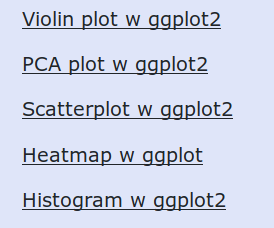 Violin plot w ggplot2
PCA plot w ggplot2
Scatterplot w ggplot2
Heatmap w ggplot
Histogram w ggplot2